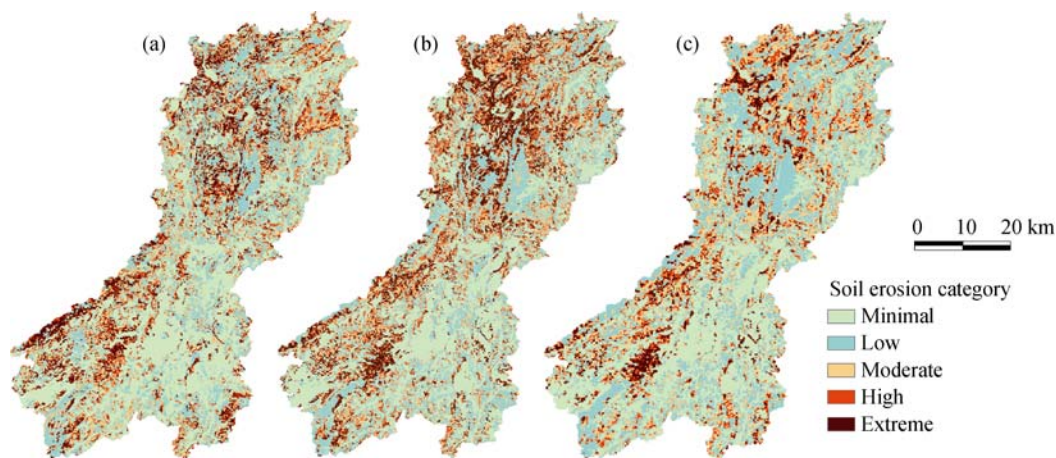 (a)
(b)
(c)
0 10 20 km
Soil erosion category
Minimal
Low
Moderate
High
Extreme